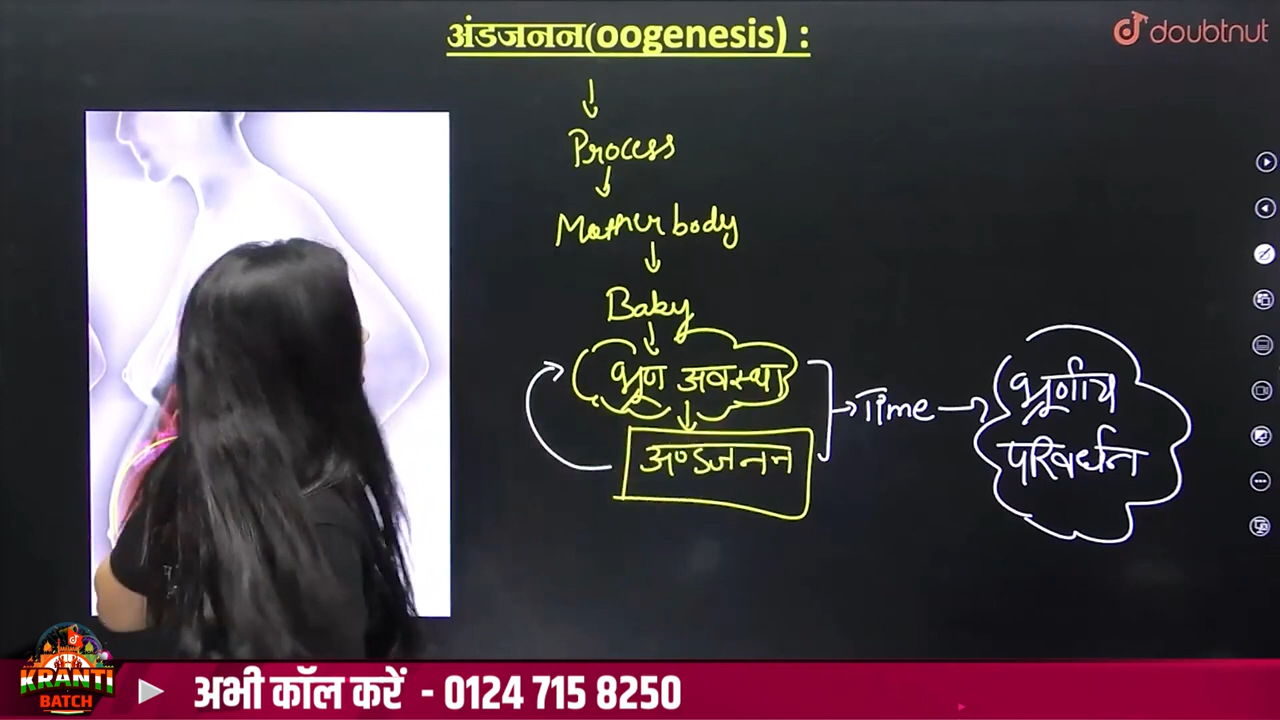 अंडजनन(oogenesis) :
doubtnut
Process
Mother body
Baby
भ्रूण अवस्था
अण्डजनन
Time
भ्रूणीय
परिवर्धन
KRANTI
BATCH
अभी कॉल करें - 0124 715 8250